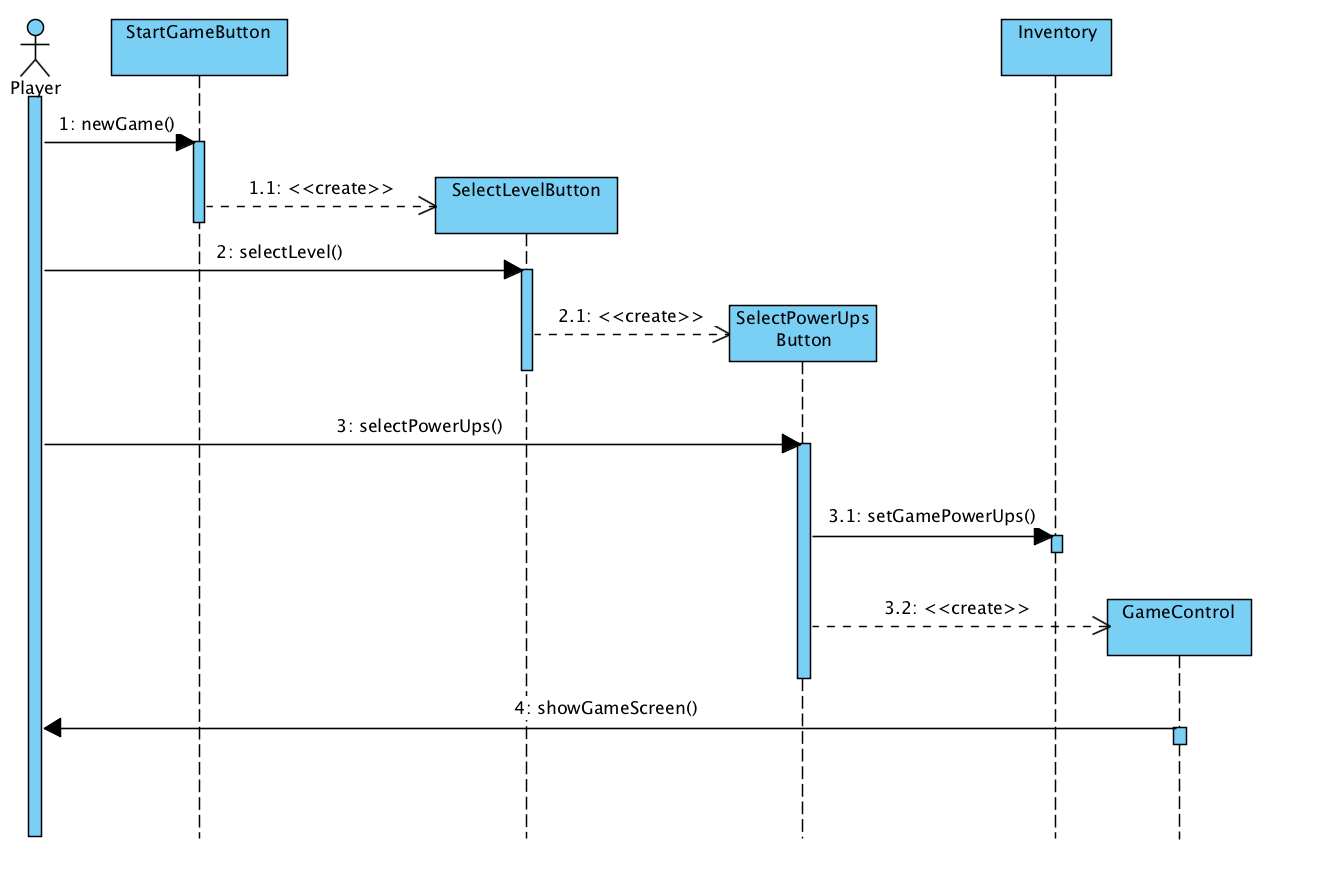 StartGameButton
Inventory
Player
1: newGame()
1.1: <<create>>
SelectLevelButton
2: selectLevel()
2.1: <<create>>
SelectPowerUps
Button
3: selectPowerUps()
3.1: setGamePowerUps()
3.2: <<create>>
GameControl
4: showGameScreen()